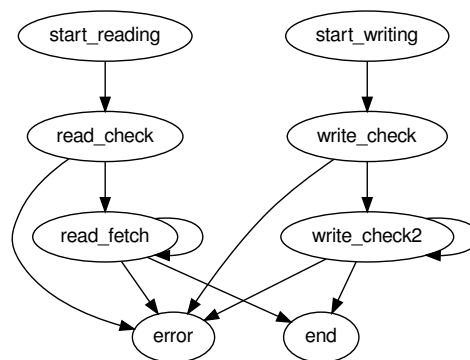 start_reading
start_writing
read_check
write_check
read_fetch
write_check2
error
end